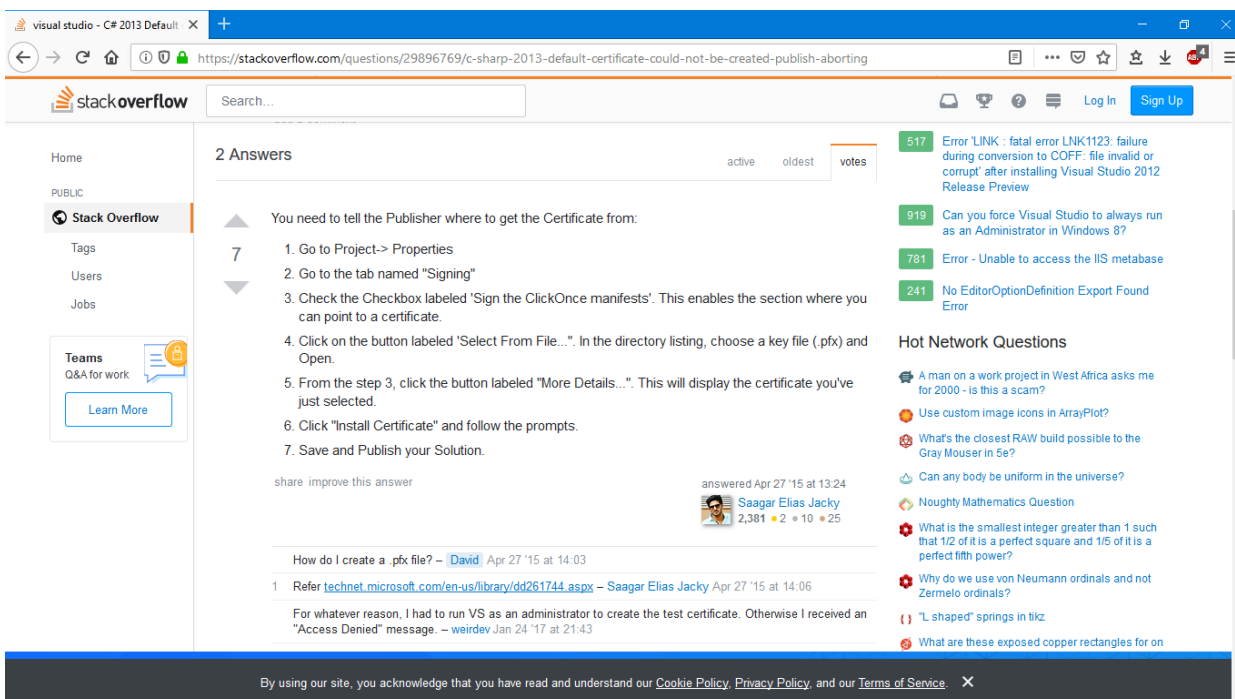 visual studio - C# 2013 Default
https://stackoverflow.com/questions/29896769/c-sharp-2013-default-certificate-could-not-be-created-publish-aborting
4
stackoverflow
Search...
Log In
Sign Up
Home
PUBLIC
Stack Overflow
Tags
Users
Jobs
Teams
Q&A for work
Learn More
2 Answers
active oldest votes
7
You need to tell the Publisher where to get the Certificate from:
1. Go to Project-> Properties
2. Go to the tab named "Signing"
3. Check the Checkbox labeled 'Sign the ClickOnce manifests'. This enables the section where you
can point to a certificate.
4. Click on the button labeled 'Select From File...". In the directory listing, choose a key file (.pfx) and
Open.
5. From the step 3, click the button labeled "More Details...". This will display the certificate you've
just selected.
6. Click "Install Certificate" and follow the prompts.
7. Save and Publish your Solution.
share improve this answer
answered Apr 27 '15 at 13:24
Saagar Elias Jacky
2,381 2 10 25
How do I create a .pfx file? – David Apr 27 '15 at 14:03
1 Refer technet.microsoft.com/en-us/library/dd261744.aspx – Saagar Elias Jacky Apr 27 '15 at 14:06
For whatever reason, I had to run VS as an administrator to create the test certificate. Otherwise I received an
"Access Denied" message. – weirdev Jan 24 '17 at 21:43
517 Error 'LINK : fatal error LNK1123: failure
during conversion to COFF: file invalid or
corrupt' after installing Visual Studio 2012
Release Preview
919 Can you force Visual Studio to always run
as an Administrator in Windows 8?
781 Error - Unable to access the IIS metabase
241 No EditorOptionDefinition Export Found
Error
Hot Network Questions
A man on a work project in West Africa asks me
for 2000 - is this a scam?
Use custom image icons in ArrayPlot?
What's the closest RAW build possible to the
Gray Mouser in 5e?
Can any body be uniform in the universe?
Noughty Mathematics Question
What is the smallest integer greater than 1 such
that 1/2 of it is a perfect square and 1/5 of it is a
perfect fifth power?
Why do we use von Neumann ordinals and not
Zermelo ordinals?
"L shaped" springs in tikz
What are these exposed copper rectangles for on
By using our site, you acknowledge that you have read and understand our Cookie Policy, Privacy Policy, and our Terms of Service.